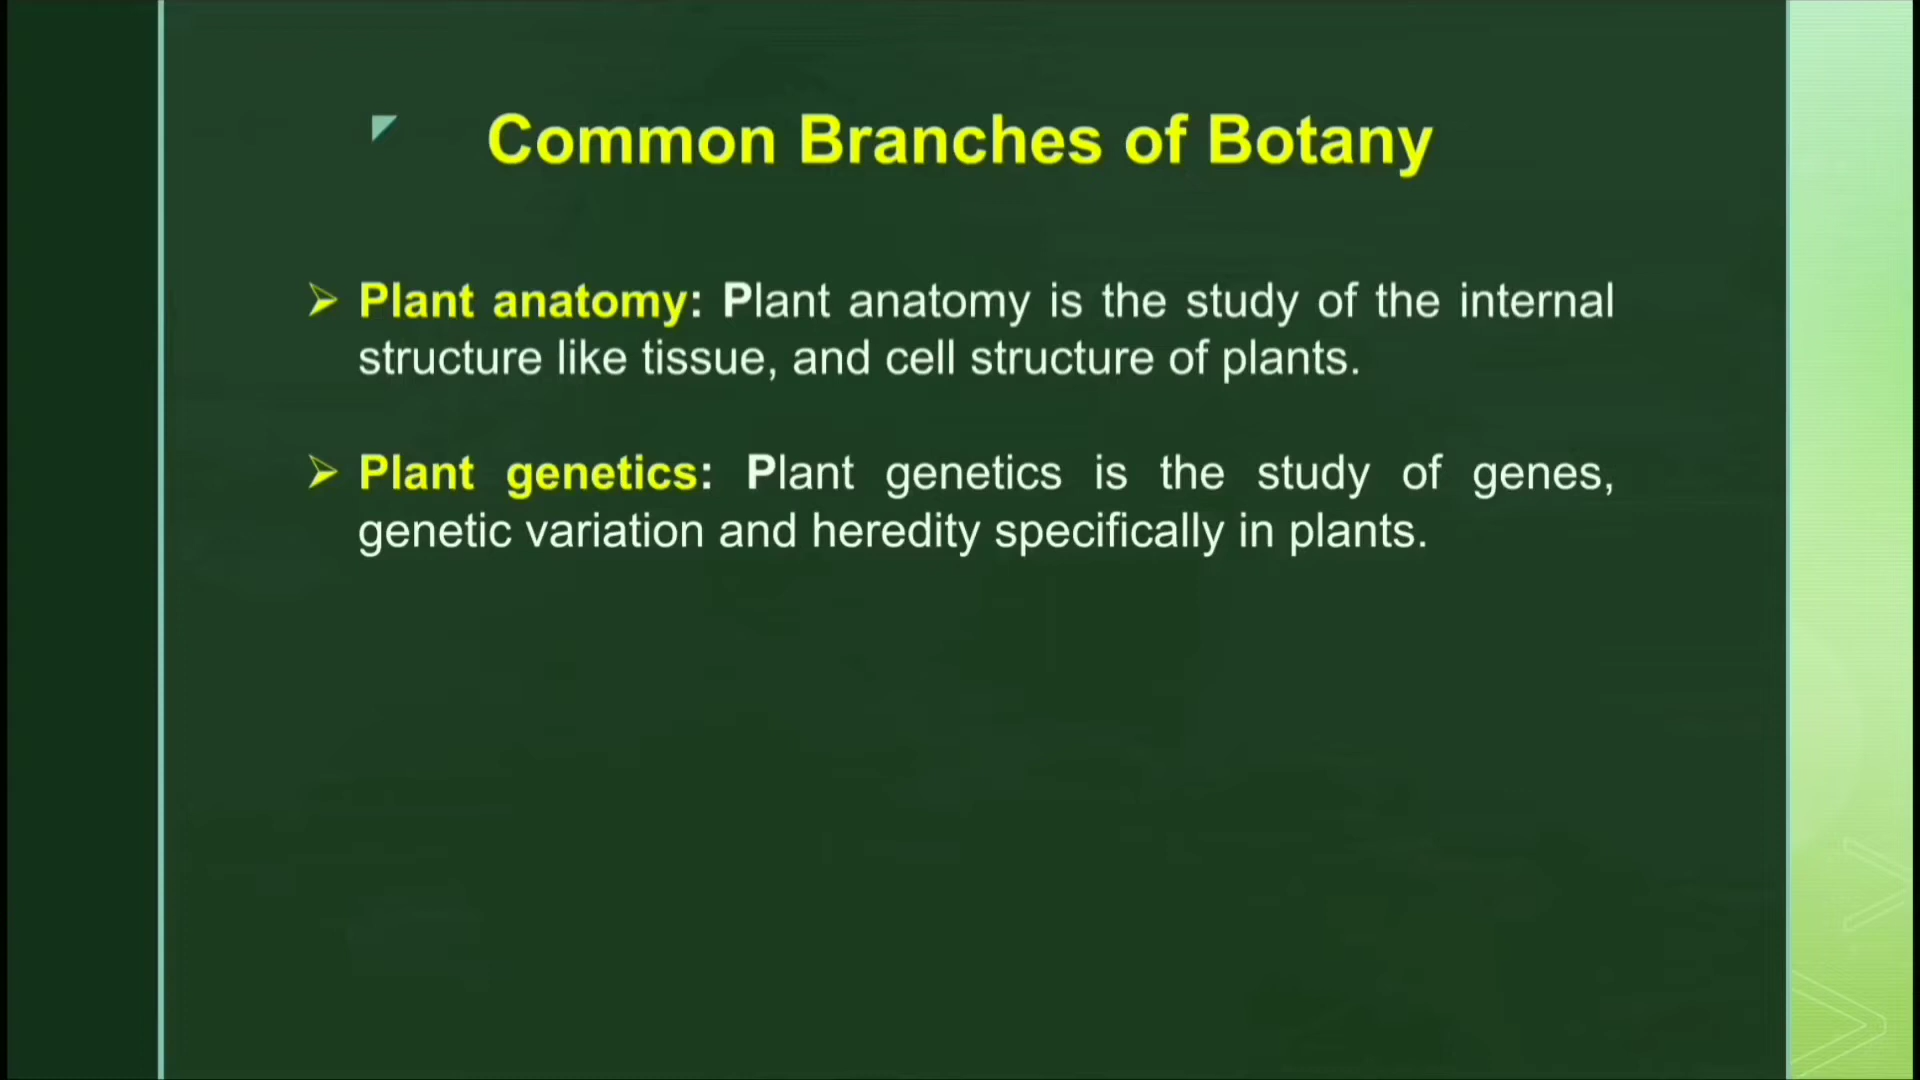 Common Branches of Botany
Plant anatomy: Plant anatomy is the study of the internal
structure like tissue, and cell structure of plants.
Plant genetics: Plant genetics is the study of genes,
genetic variation and heredity specifically in plants.